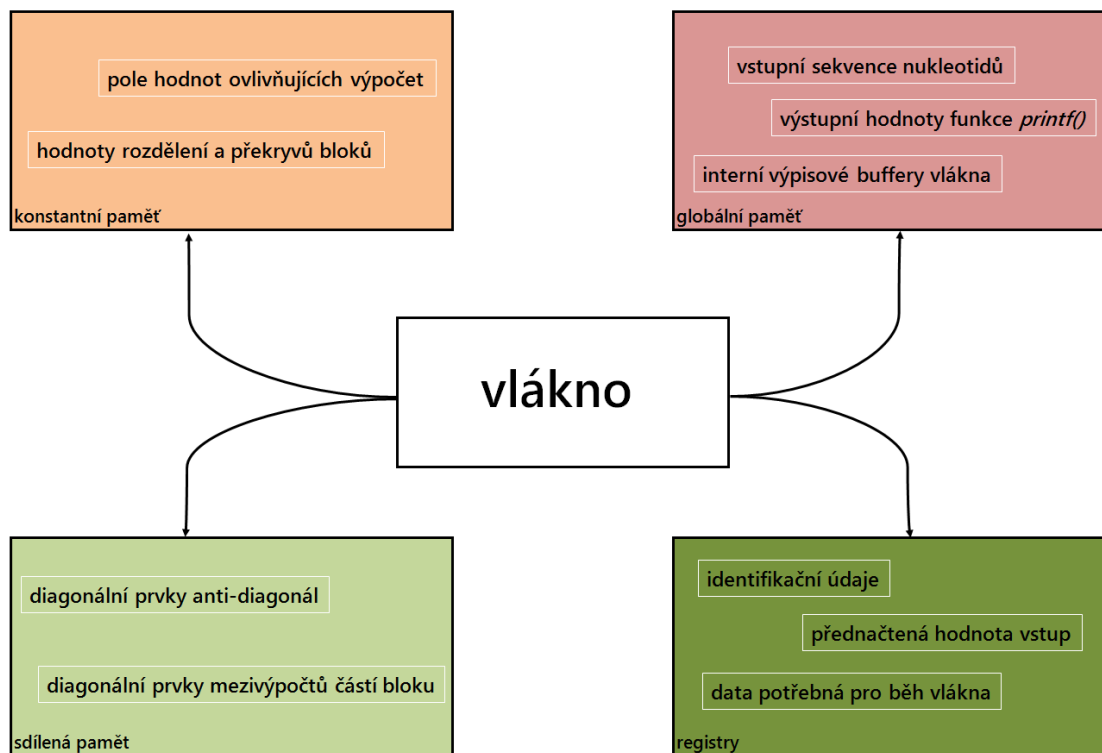 pole hodnot ovlivňujících výpočet
hodnoty rozdělení a překryvů bloků
konstantní paměť
vstupní sekvence nukleotidů
výstupní hodnoty funkce printf()
interní výpisové buffery vlákna
globální paměť
vlákno
diagonální prvky anti-diagonál
diagonální prvky mezivýpočtů částí bloku
sdílená pamět
identifikační údaje
přednačtená hodnota vstup
data potřebná pro běh vlákna
registry